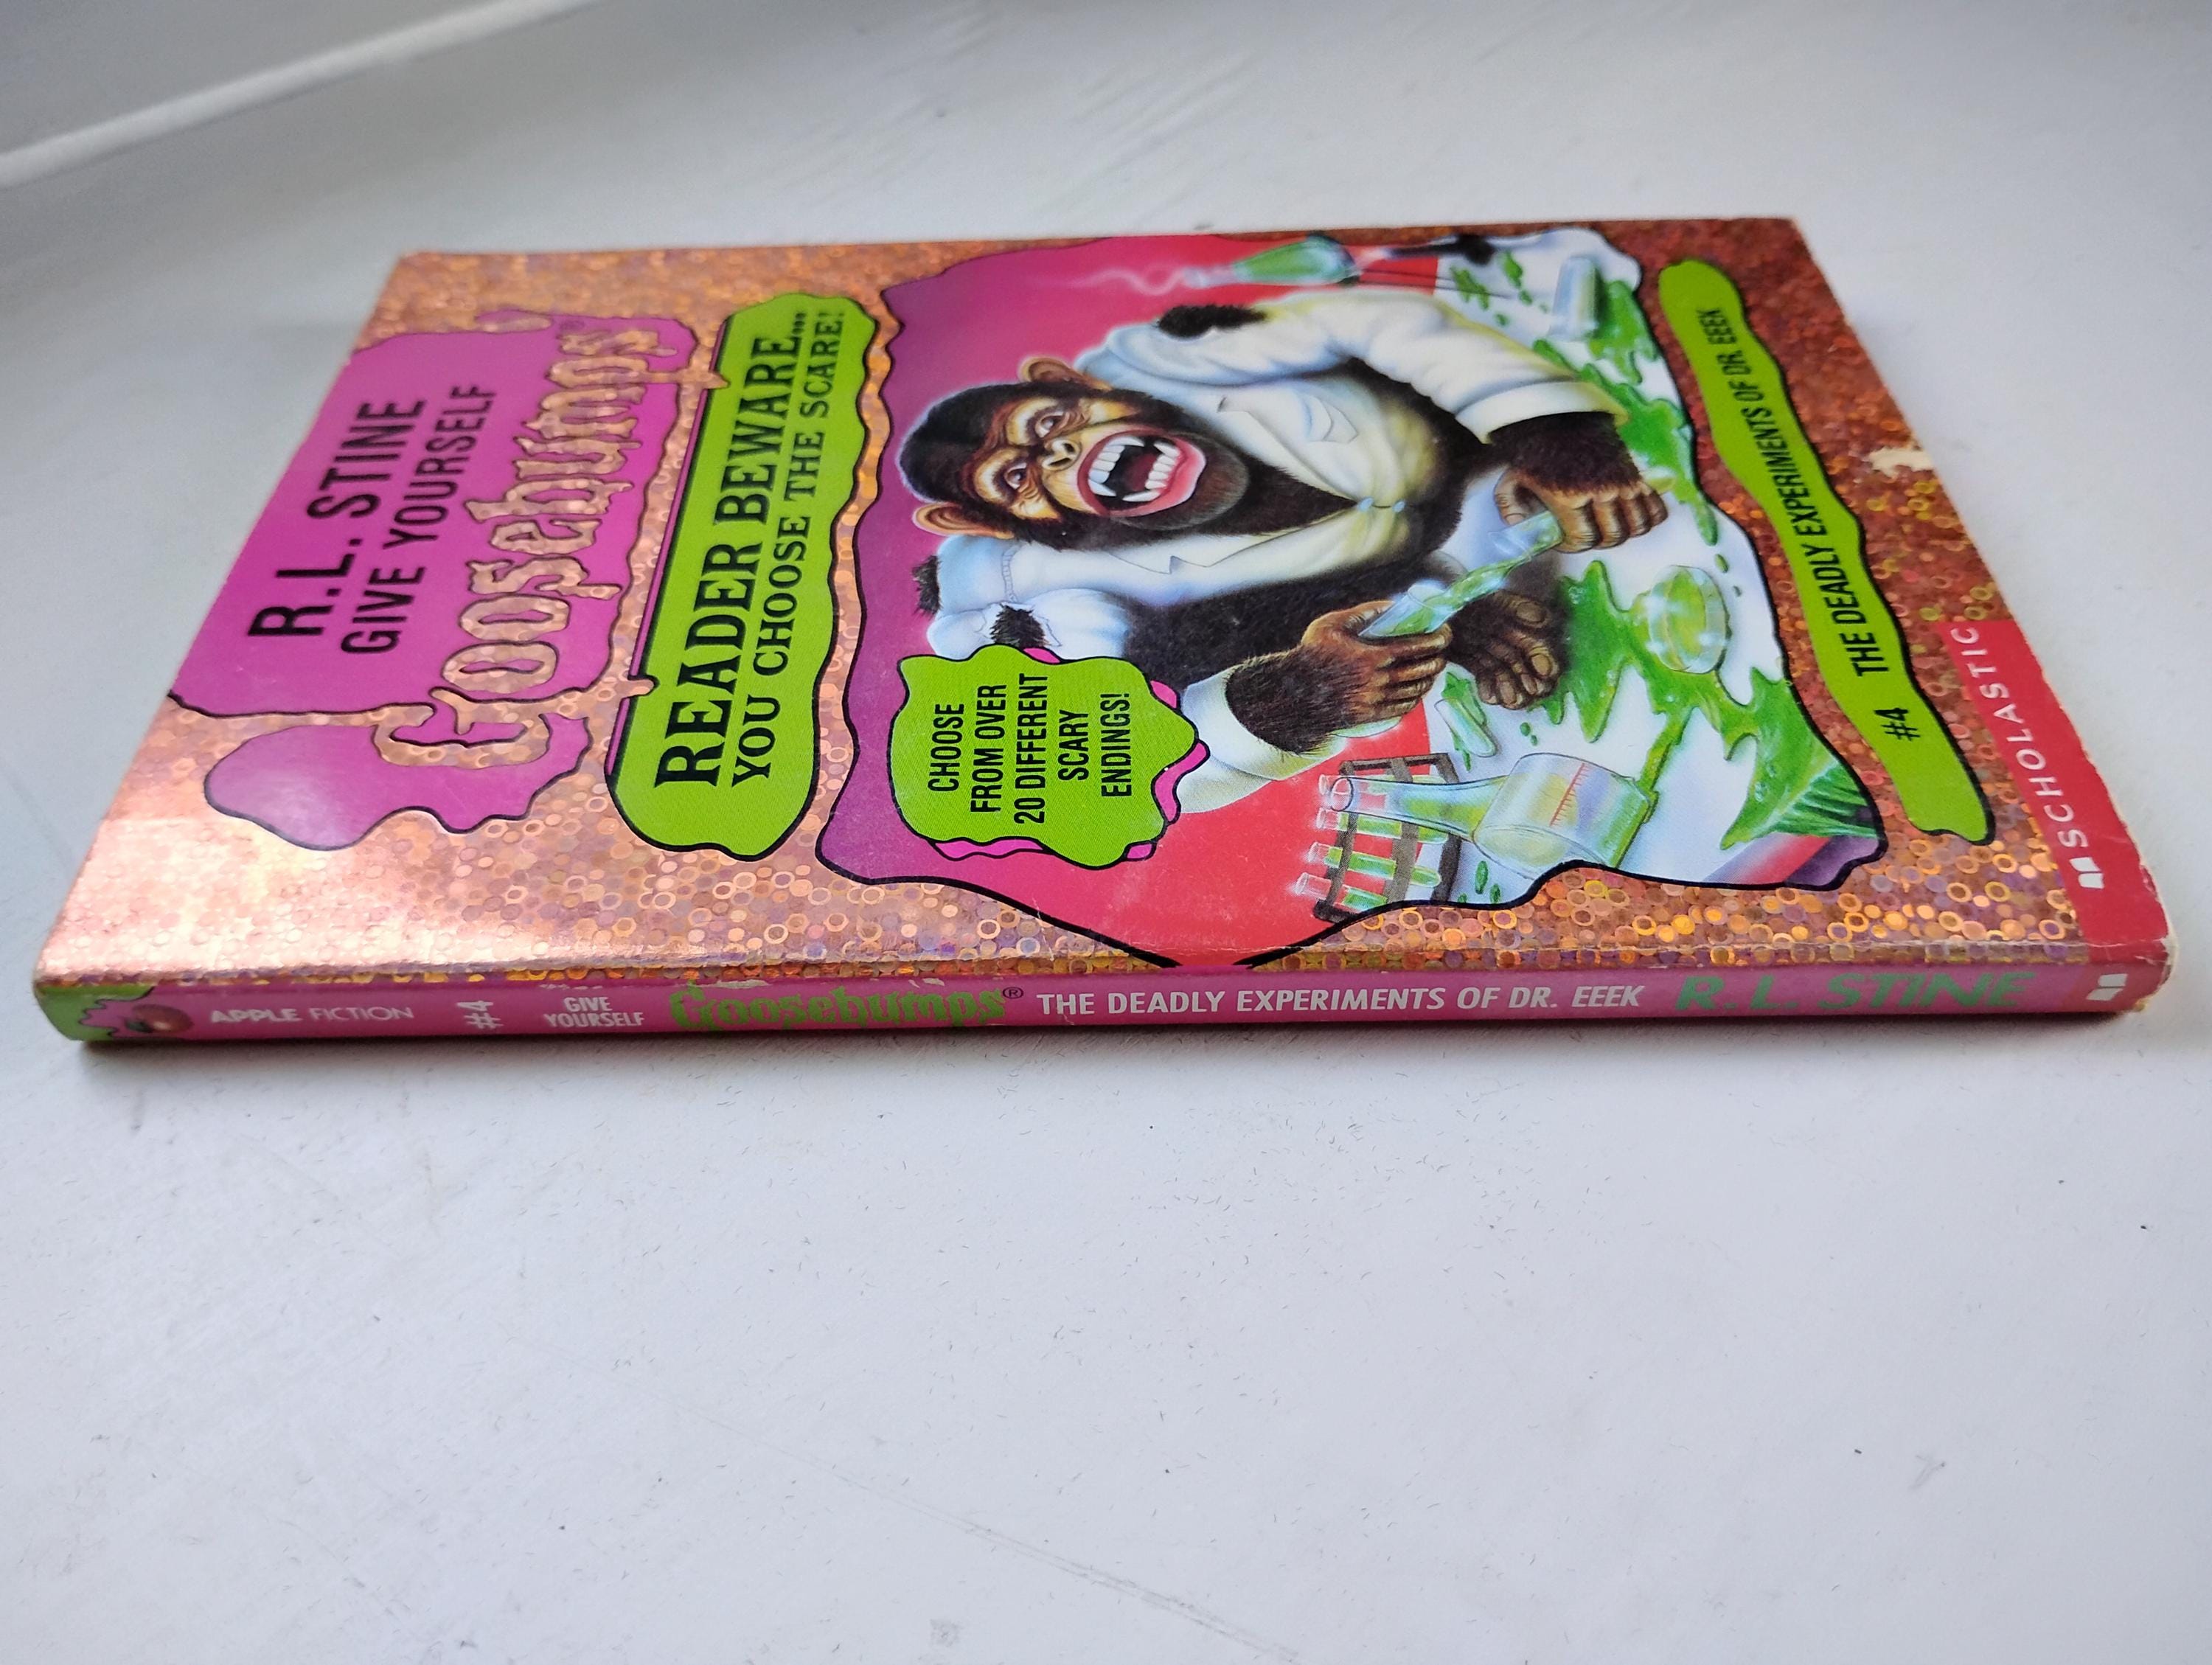 R.L. STINE
GIVE YOURSELF
Goosebumps®
READER BEWARE...
YOU CHOOSE THE SCARE!
CHOOSE
FROM OVER
20 DIFFERENT
SCARY
ENDINGS!
#4 THE DEADLY EXPERIMENTS OF DR. EEEK
SCHOLASTIC
APPLE FICTION
#4
GIVE
YOURSELF
Goosebumps®
THE DEADLY EXPERIMENTS OF DR. EEEK
R.L. STINE